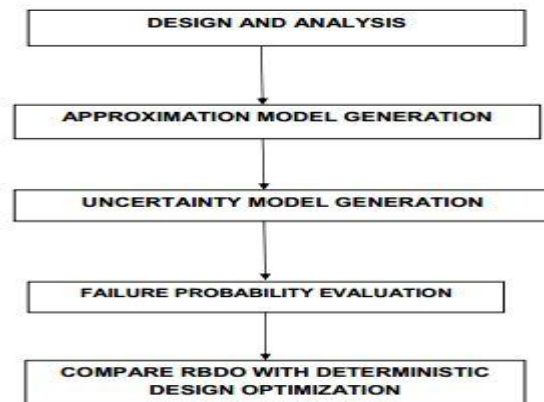 DESIGN AND ANALYSIS
APPROXIMATION MODEL GENERATION
UNCERTAINTY MODEL GENERATION
FAILURE PROBABILITY EVALUATION
COMPARE RBDO WITH DETERMINISTIC
DESIGN OPTIMIZATION